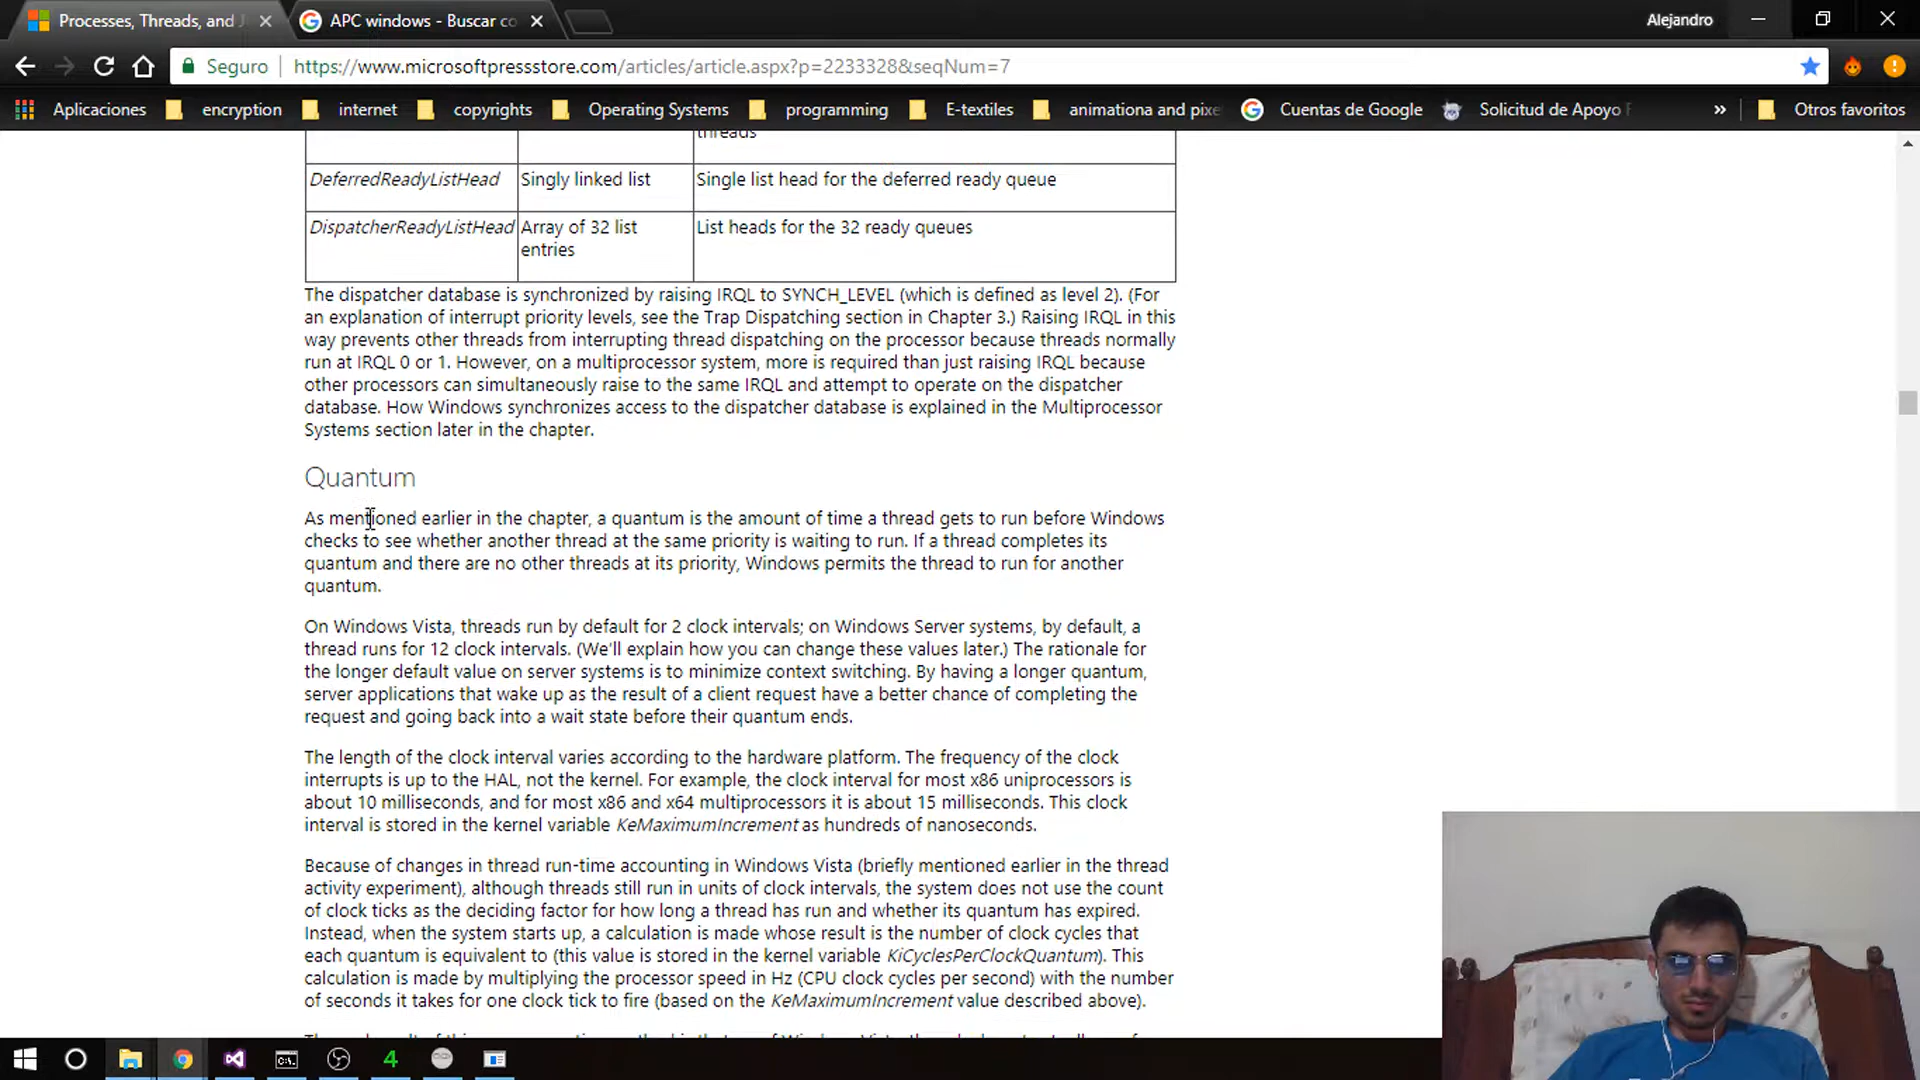 Processes, Threads, and J
APC windows - Buscar co
Alejandro
Seguro
https://www.microsoftpressstore.com/articles/article.aspx?p=2233328&seqNum=7
Aplicaciones encryption internet copyrights Operating Systems programming E-textiles animationa and pixe Cuentas de Google Solicitud de Apoyo » Otros favoritos
threads
DeferredReadyListHead Singly linked list Single list head for the deferred ready queue
DispatcherReadyListHead Array of 32 list List heads for the 32 ready queues
entries
The dispatcher database is synchronized by raising IRQL to SYNCH_LEVEL (which is defined as level 2). (For
an explanation of interrupt priority levels, see the Trap Dispatching section in Chapter 3.) Raising IRQL in this
way prevents other threads from interrupting thread dispatching on the processor because threads normally
run at IRQL 0 or 1. However, on a multiprocessor system, more is required than just raising IRQL because
other processors can simultaneously raise to the same IRQL and attempt to operate on the dispatcher
database. How Windows synchronizes access to the dispatcher database is explained in the Multiprocessor
Systems section later in the chapter.
Quantum
As mentioned earlier in the chapter, a quantum is the amount of time a thread gets to run before Windows
checks to see whether another thread at the same priority is waiting to run. If a thread completes its
quantum and there are no other threads at its priority, Windows permits the thread to run for another
quantum.
On Windows Vista, threads run by default for 2 clock intervals; on Windows Server systems, by default, a
thread runs for 12 clock intervals. (We'll explain how you can change these values later.) The rationale for
the longer default value on server systems is to minimize context switching. By having a longer quantum,
server applications that wake up as the result of a client request have a better chance of completing the
request and going back into a wait state before their quantum ends.
The length of the clock interval varies according to the hardware platform. The frequency of the clock
interrupts is up to the HAL, not the kernel. For example, the clock interval for most x86 uniprocessors is
about 10 milliseconds, and for most x86 and x64 multiprocessors it is about 15 milliseconds. This clock
interval is stored in the kernel variable KeMaximumIncrement as hundreds of nanoseconds.
Because of changes in thread run-time accounting in Windows Vista (briefly mentioned earlier in the thread
activity experiment), although threads still run in units of clock intervals, the system does not use the count
of clock ticks as the deciding factor for how long a thread has run and whether its quantum has expired.
Instead, when the system starts up, a calculation is made whose result is the number of clock cycles that
each quantum is equivalent to (this value is stored in the kernel variable KiCyclesPerClockQuantum). This
calculation is made by multiplying the processor speed in Hz (CPU clock cycles per second) with the number
of seconds it takes for one clock tick to fire (based on the KeMaximumIncrement value described above).
4